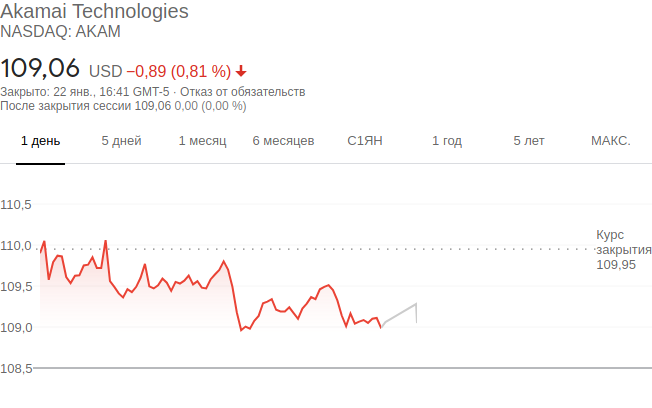 Akamai Technologies
NASDAQ: AKAM
109,06 USD −0,89 (0,81 %)
Закрыто: 22 янв., 16:41 GMT-5 · Отказ от обязательств
После закрытия сессии 109,06 0,00 (0,00 %)
1 день 5 дней 1 месяц 6 месяцев С1ЯН 1 год 5 лет МАКС.
110,5
110,0
109,5
109,0
108,5
Курс
закрытия
109,95